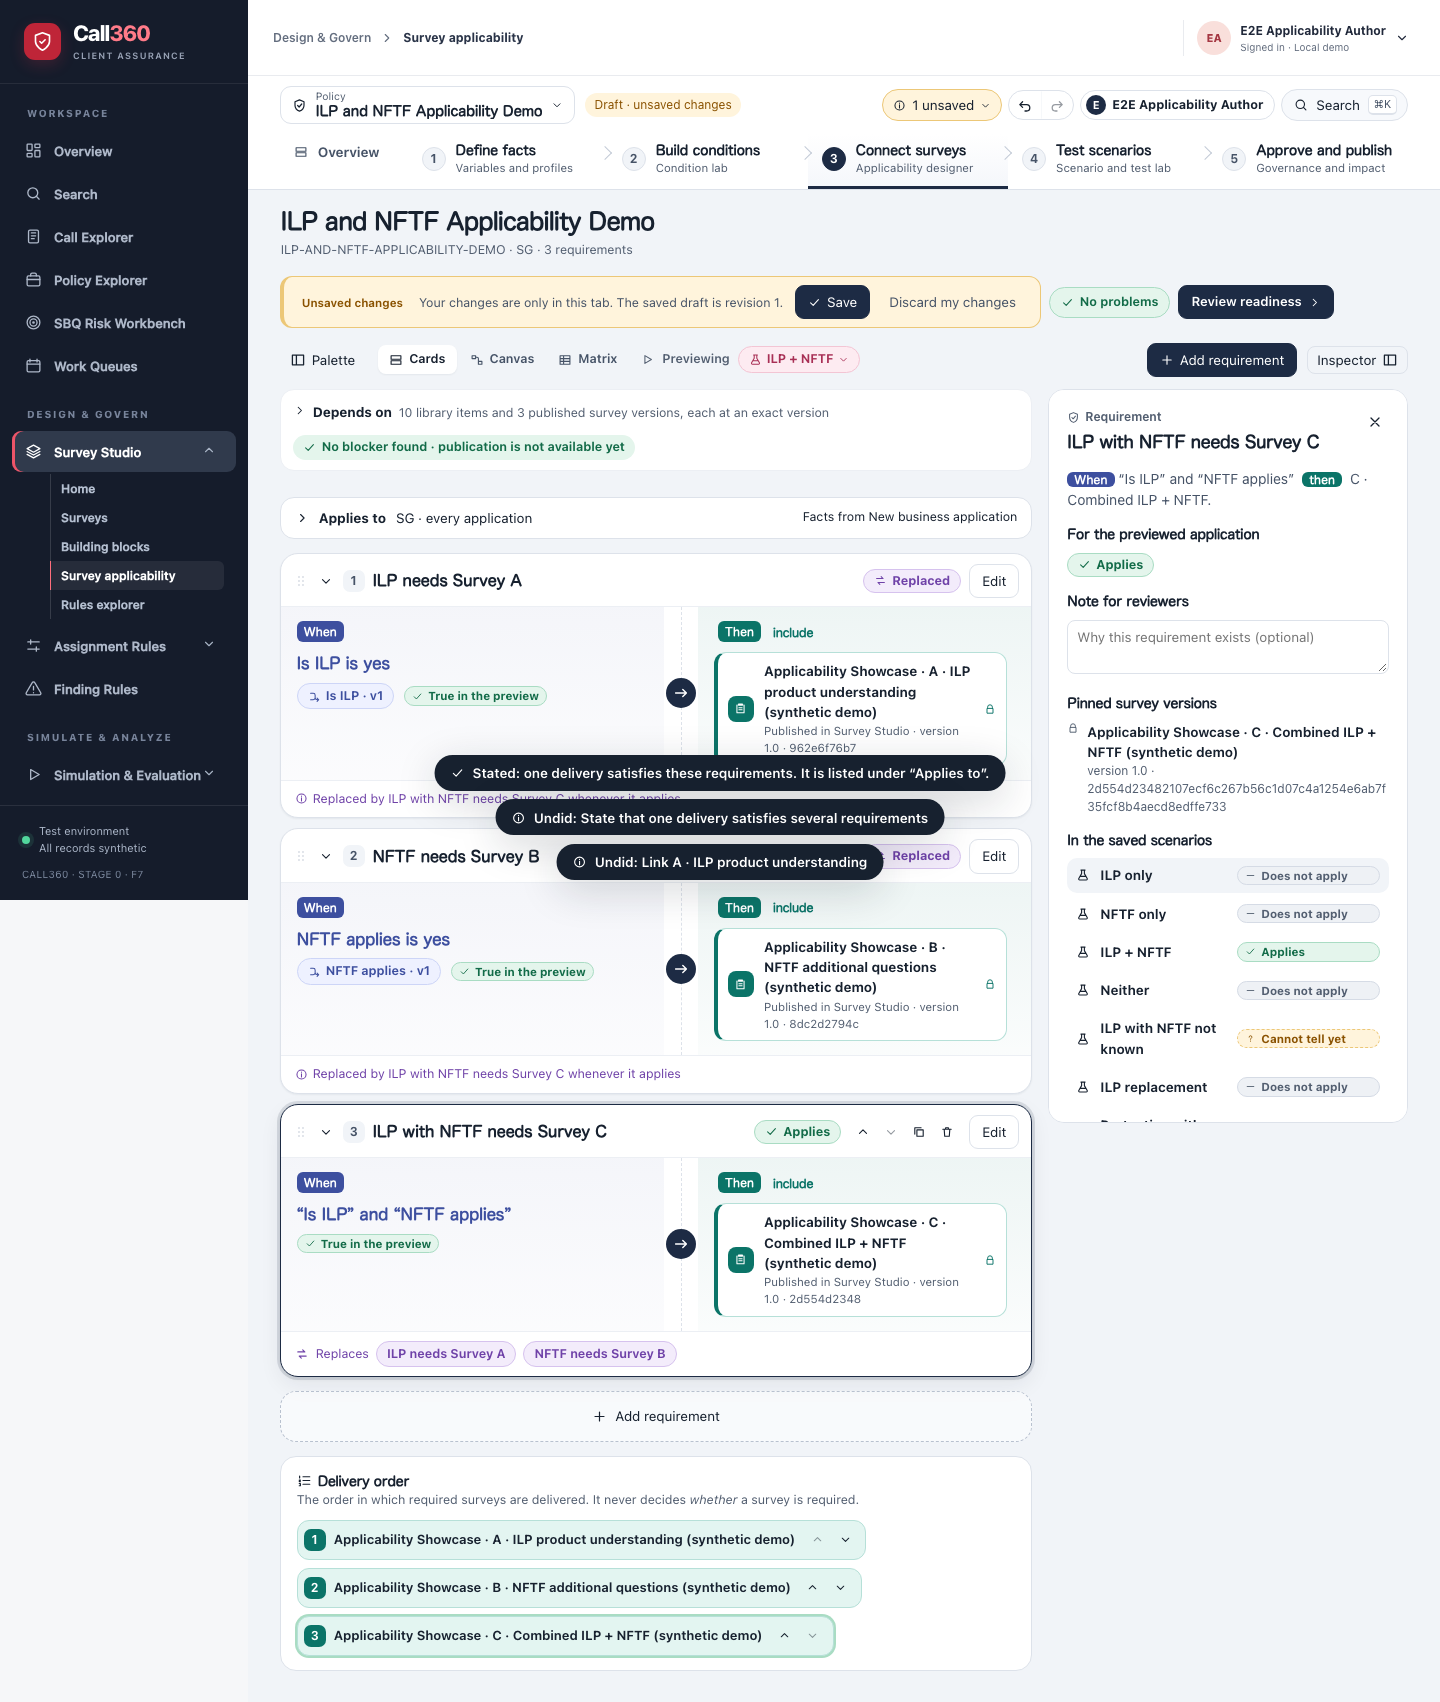 Call360
CLIENT ASSURANCE
WORKSPACE
Overview
Search
Call Explorer
Policy Explorer
SBQ Risk Workbench
Work Queues
DESIGN & GOVERN
Survey Studio
Home
Surveys
Building blocks
Survey applicability
Rules explorer
Assignment Rules
Finding Rules
SIMULATE & ANALYZE
Simulation & Evaluation
Test environment
All records synthetic
CALL360 · STAGE 0 · F7
Design & Govern > Survey applicability
EA
E2E Applicability Author
Signed in · Local demo
Policy
ILP and NFTF Applicability Demo
Draft · unsaved changes
1 unsaved
E E2E Applicability Author
Search ⌘K
Overview
1 Define facts
Variables and profiles
2 Build conditions
Condition lab
3 Connect surveys
Applicability designer
4 Test scenarios
Scenario and test lab
5 Approve and publish
Governance and impact
ILP and NFTF Applicability Demo
ILP-AND-NFTF-APPLICABILITY-DEMO · SG · 3 requirements
Unsaved changes Your changes are only in this tab. The saved draft is revision 1. Save Discard my changes
No problems
Review readiness
Palette
Cards
Canvas
Matrix
Previewing
ILP + NFTF
Add requirement
Inspector
Depends on 10 library items and 3 published survey versions, each at an exact version
No blocker found · publication is not available yet
Applies to SG · every application
Facts from New business application
1 ILP needs Survey A
Replaced
Edit
When
Is ILP is yes
Is ILP · v1
True in the preview
Then include
Applicability Showcase · A · ILP
product understanding
(synthetic demo)
Published in Survey Studio · version
1.0 · 962e6f76b7
Stated: one delivery satisfies these requirements. It is listed under “Applies to”.
Replaced by ILP with NFTF needs Survey C whenever it applies
Undid: State that one delivery satisfies several requirements
2 NFTF needs Survey B
Undid: Link A · ILP product understanding
Replaced
Edit
When
NFTF applies is yes
NFTF applies · v1
True in the preview
Then include
Applicability Showcase · B ·
NFTF additional questions
(synthetic demo)
Published in Survey Studio · version
1.0 · 8dc2d2794c
Replaced by ILP with NFTF needs Survey C whenever it applies
3 ILP with NFTF needs Survey C
Applies
Edit
When
“Is ILP” and “NFTF applies”
True in the preview
Then include
Applicability Showcase · C ·
Combined ILP + NFTF
(synthetic demo)
Published in Survey Studio · version
1.0 · 2d554d2348
Replaces ILP needs Survey A NFTF needs Survey B
Add requirement
Delivery order
The order in which required surveys are delivered. It never decides whether a survey is required.
1 Applicability Showcase · A · ILP product understanding (synthetic demo)
2 Applicability Showcase · B · NFTF additional questions (synthetic demo)
3 Applicability Showcase · C · Combined ILP + NFTF (synthetic demo)
Requirement
ILP with NFTF needs Survey C
When “Is ILP” and “NFTF applies” then C ·
Combined ILP + NFTF.
For the previewed application
Applies
Note for reviewers
Why this requirement exists (optional)
Pinned survey versions
Applicability Showcase · C · Combined ILP +
NFTF (synthetic demo)
version 1.0 ·
2d554d23482107ecf6c267b56c1d07c4a1254e6ab7f
35fcf8b4aecd8edffe733
In the saved scenarios
ILP only Does not apply
NFTF only Does not apply
ILP + NFTF Applies
Neither Does not apply
ILP with NFTF not
known
? Cannot tell yet
ILP replacement Does not apply